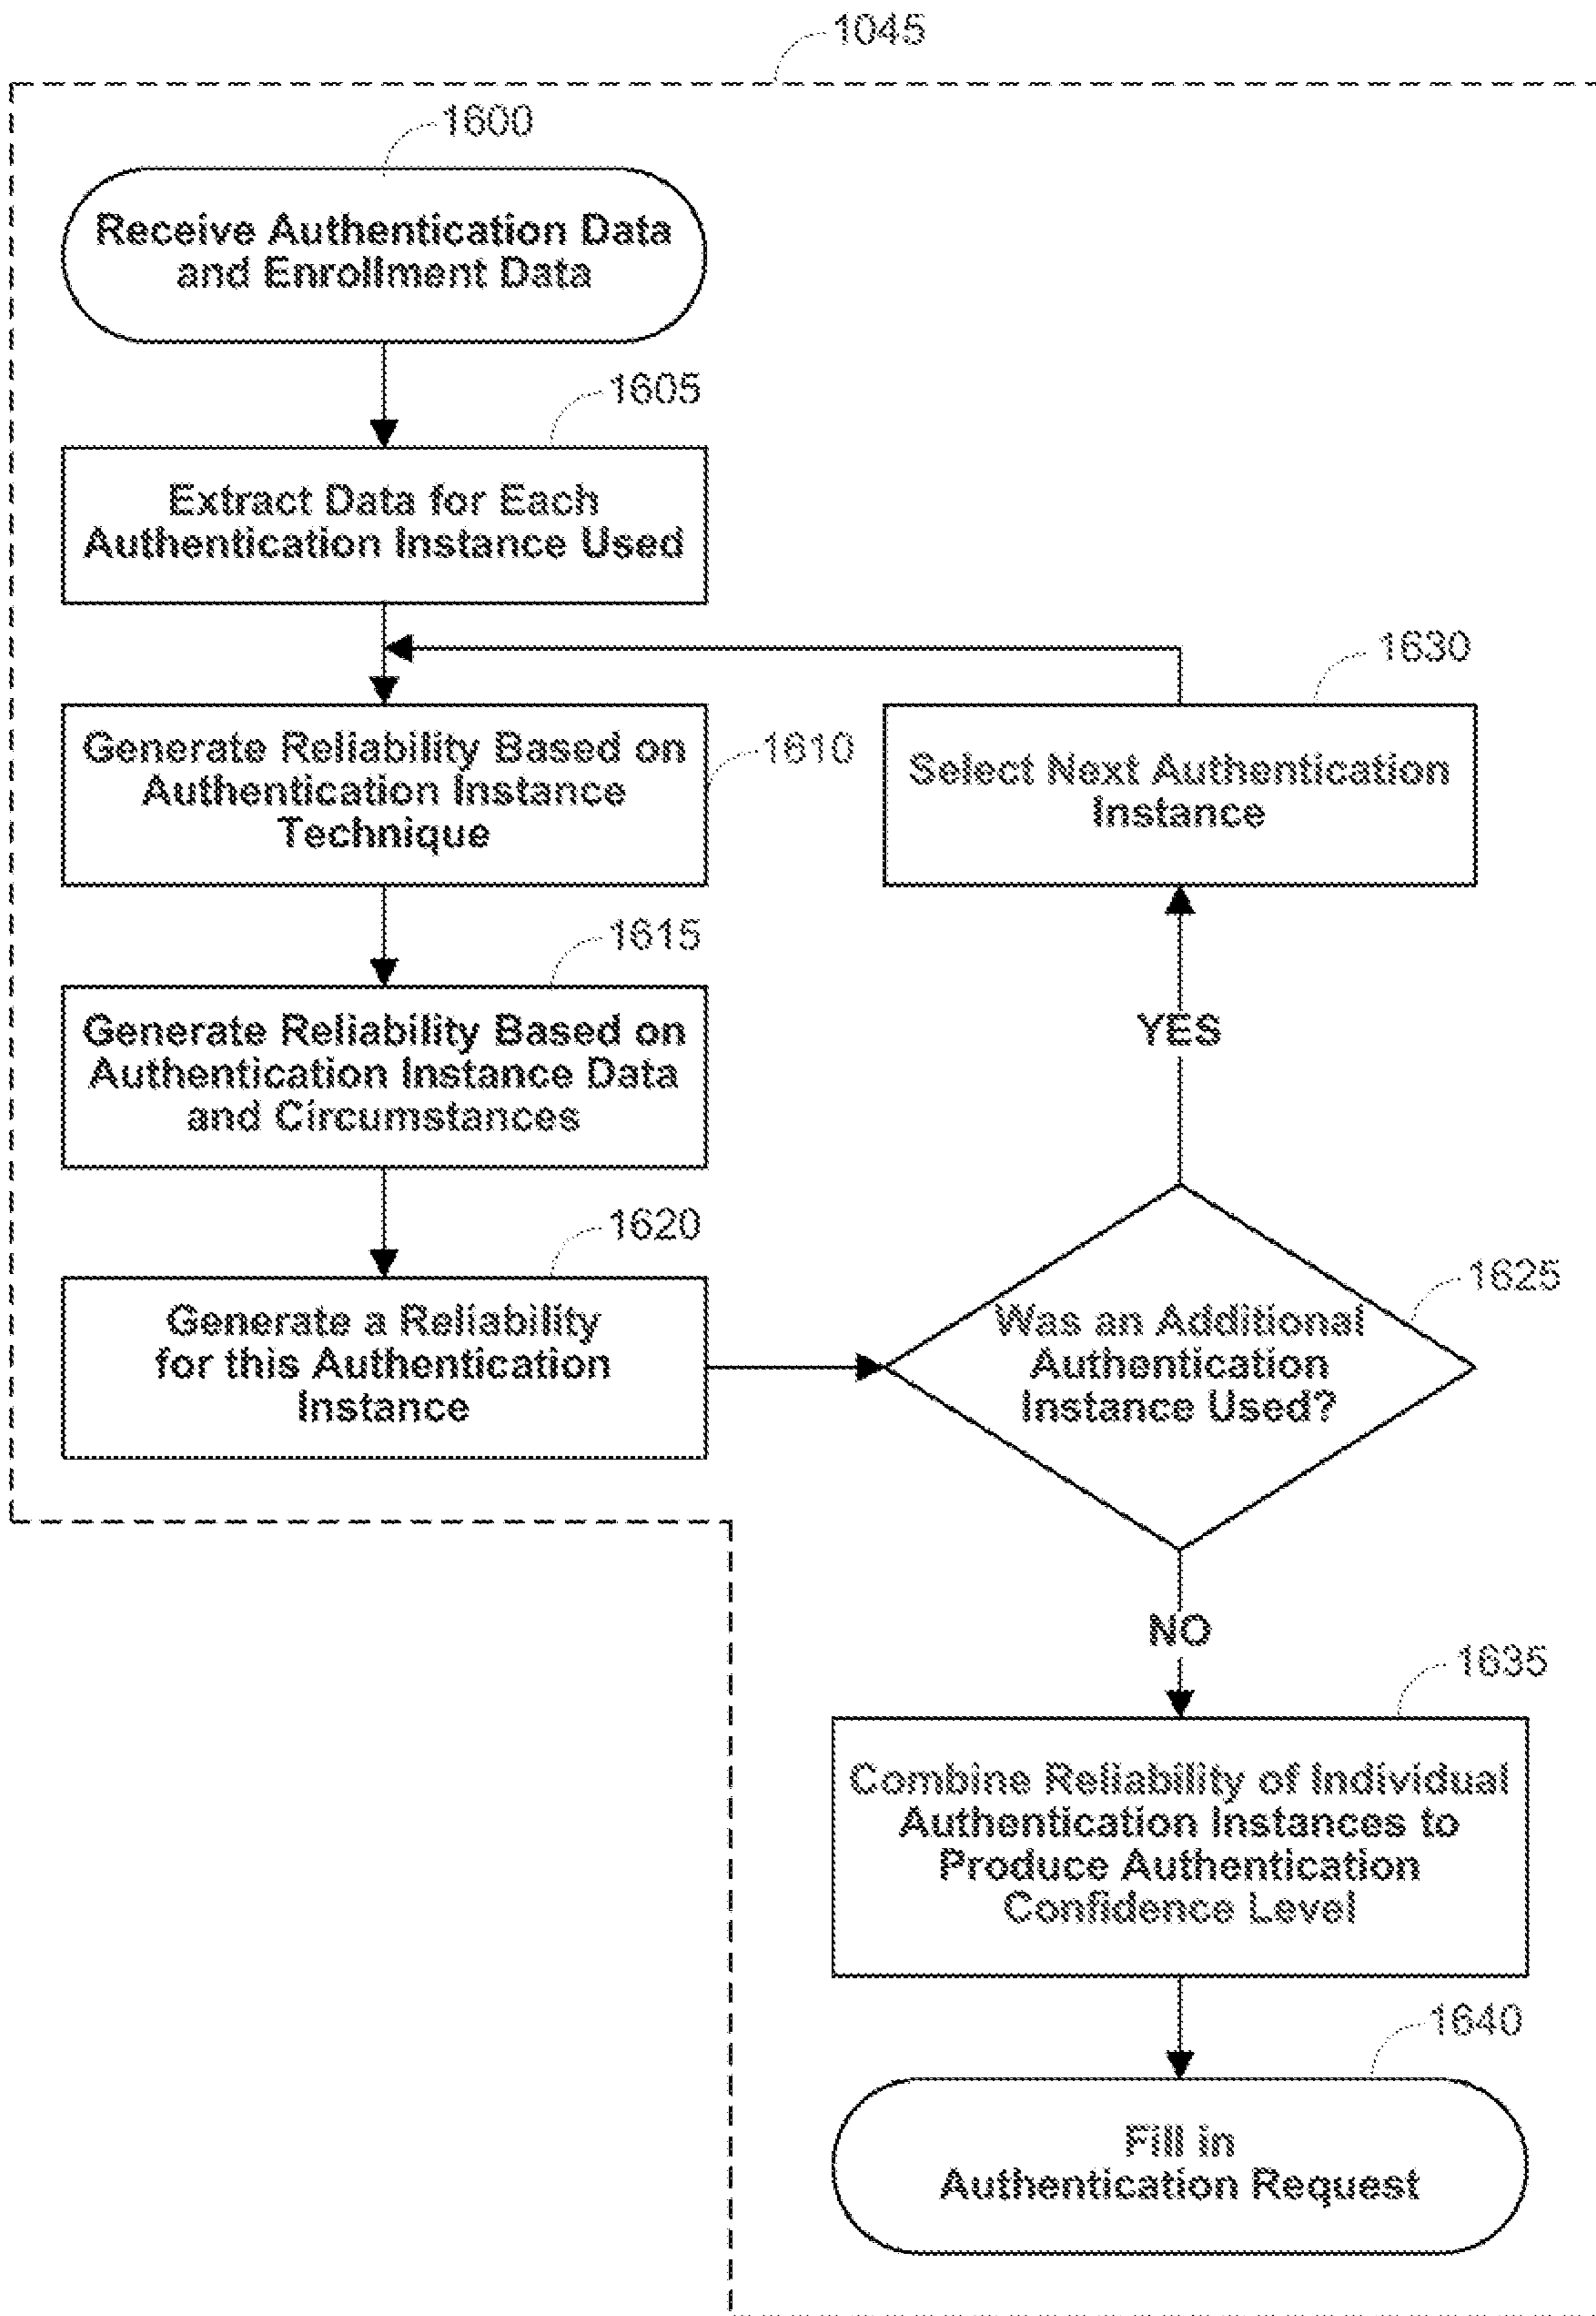 1045
1600
Receive Authentication Data
and Enrollment Data
1605
Extract Data for Each
Authentication Instance Used
1630
Generate Reliability Based on
Authentication Instance
Technique
1610
Select Next Authentication
Instance
1615
Generate Reliability Based on
Authentication Instance Data
and Circumstances
YES
1620
Generate a Reliability
for this Authentication
Instance
1625
Was an Additional
Authentication
Instance Used?
NO
1635
Combine Reliability of Individual
Authentication Instances to
Produce Authentication
Confidence Level
1640
Fill in
Authentication Request